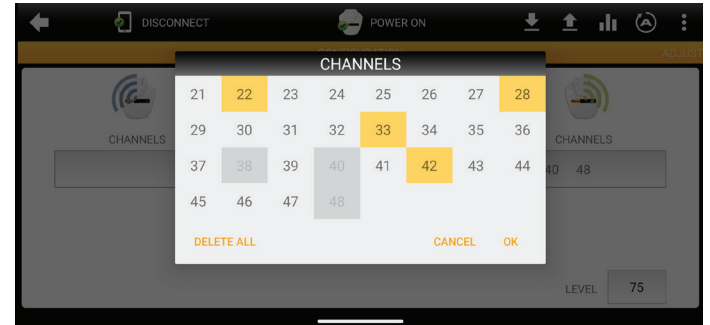 DISCONNECT POWER ON
ADJUST
CHANNELS
21 22 23 24 25 26 27 28
29 30 31 32 33 34 35 36
CHANNELS CHANNELS
37 38 39 40 41 42 43 44
40 48
45 46 47 48
DELETE ALL CANCEL OK
LEVEL 75